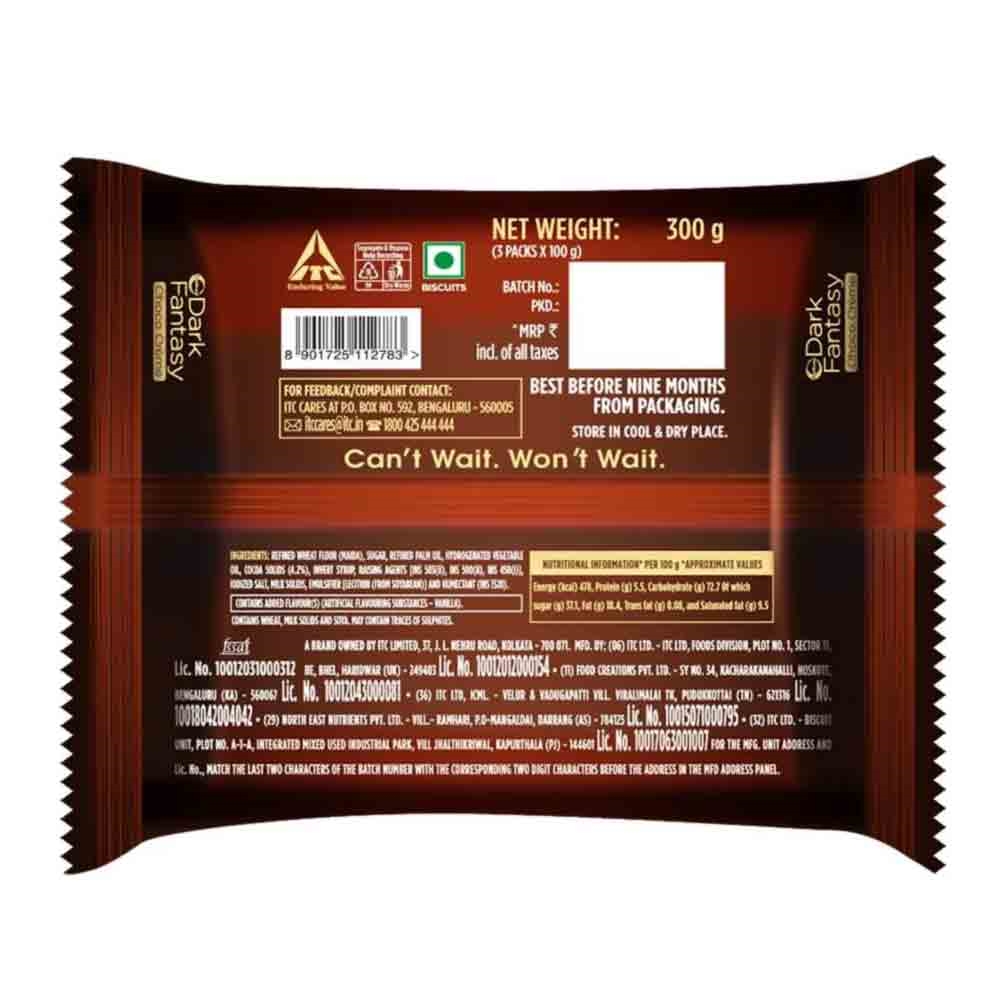 NET WEIGHT: 300 g
(3 PACKS X 100 g)
ITC
Enduring Value
Dry Waste
BISCUITS
BATCH No.:
PKD.:
*MRP ₹
incl. of all taxes
8 901725 112783 >
FOR FEEDBACK/COMPLAINT CONTACT:
ITC CARES AT P.O. BOX NO. 592, BENGALURU - 560005
itccares@itc.in 1800 425 444 444
BEST BEFORE NINE MONTHS
FROM PACKAGING.
STORE IN COOL & DRY PLACE.
Dark
Fantasy
Choco Creme
Dark
Fantasy
Choco Creme
Can't Wait. Won't Wait.
INGREDIENTS: REFINED WHEAT FLOUR (MAIDA), SUGAR, REFINED PALM OIL, HYDROGENATED VEGETABLE
OIL, COCOA SOLIDS (4.2%), INVERT SYRUP, RAISING AGENTS [INS 503(ii), INS 500(ii), INS 450(i)],
IODIZED SALT, MILK SOLIDS, EMULSIFIER [LECITHIN (FROM SOYBEAN)] AND HUMECTANT (INS 1520).
CONTAINS ADDED FLAVOUR(S) (ARTIFICIAL FLAVOURING SUBSTANCES - VANILLA).
CONTAINS WHEAT, MILK SOLIDS AND SOYA. MAY CONTAIN TRACES OF SULPHITES.
NUTRITIONAL INFORMATION* PER 100 g *APPROXIMATE VALUES
Energy (kcal) 478, Protein (g) 5.5, Carbohydrate (g) 72.7 Of which
sugar (g) 37.1, Fat (g) 18.4, Trans fat (g) 0.08, and Saturated fat (g) 9.5
fssai A BRAND OWNED BY ITC LIMITED, 37, J. L. NEHRU ROAD, KOLKATA - 700 071. MFD. BY: (06) ITC LTD. - ITC LTD, FOODS DIVISION, PLOT NO. 1, SECTOR 11,
Lic. No. 10012031000312 IIE, BHEL, HARIDWAR (UK) - 249403 Lic. No. 10012012000154 • (11) FOOD CREATIONS PVT. LTD. - SY NO. 34, KACHARAKANAHALLI, HOSKOTE,
BENGALURU (KA) - 560067 Lic. No. 10012043000081 • (36) ITC LTD, ICML. - VELUR & VADUGAPATTI VILL. VIRALIMALAI TK, PUDUKKOTTAI (TN) - 621316 Lic. No.
10018042004042 • (29) NORTH EAST NUTRIENTS PVT. LTD. - VILL.- RAMHARI, P.O-MANGALDAI, DARRANG (AS) - 784125 Lic. No. 10015071000795 • (32) ITC LTD. - BISCUIT
UNIT, PLOT NO. A-1-A, INTEGRATED MIXED USED INDUSTRIAL PARK, VILL JHALTHIKRIWAL, KAPURTHALA (PJ) - 144601 Lic. No. 10017063001007 FOR THE MFG. UNIT ADDRESS AND
Lic. No., MATCH THE LAST TWO CHARACTERS OF THE BATCH NUMBER WITH THE CORRESPONDING TWO DIGIT CHARACTERS BEFORE THE ADDRESS IN THE MFD ADDRESS PANEL.